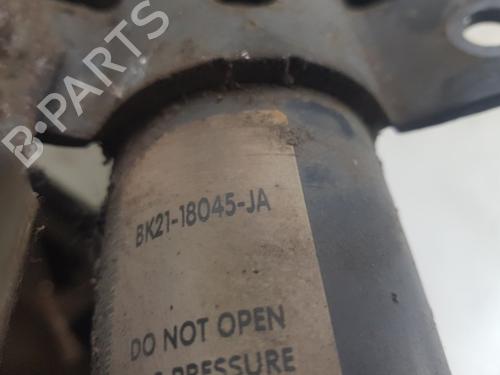 B-PARTS
BK21-18045-JA
DO NOT OPEN
PRESSURE